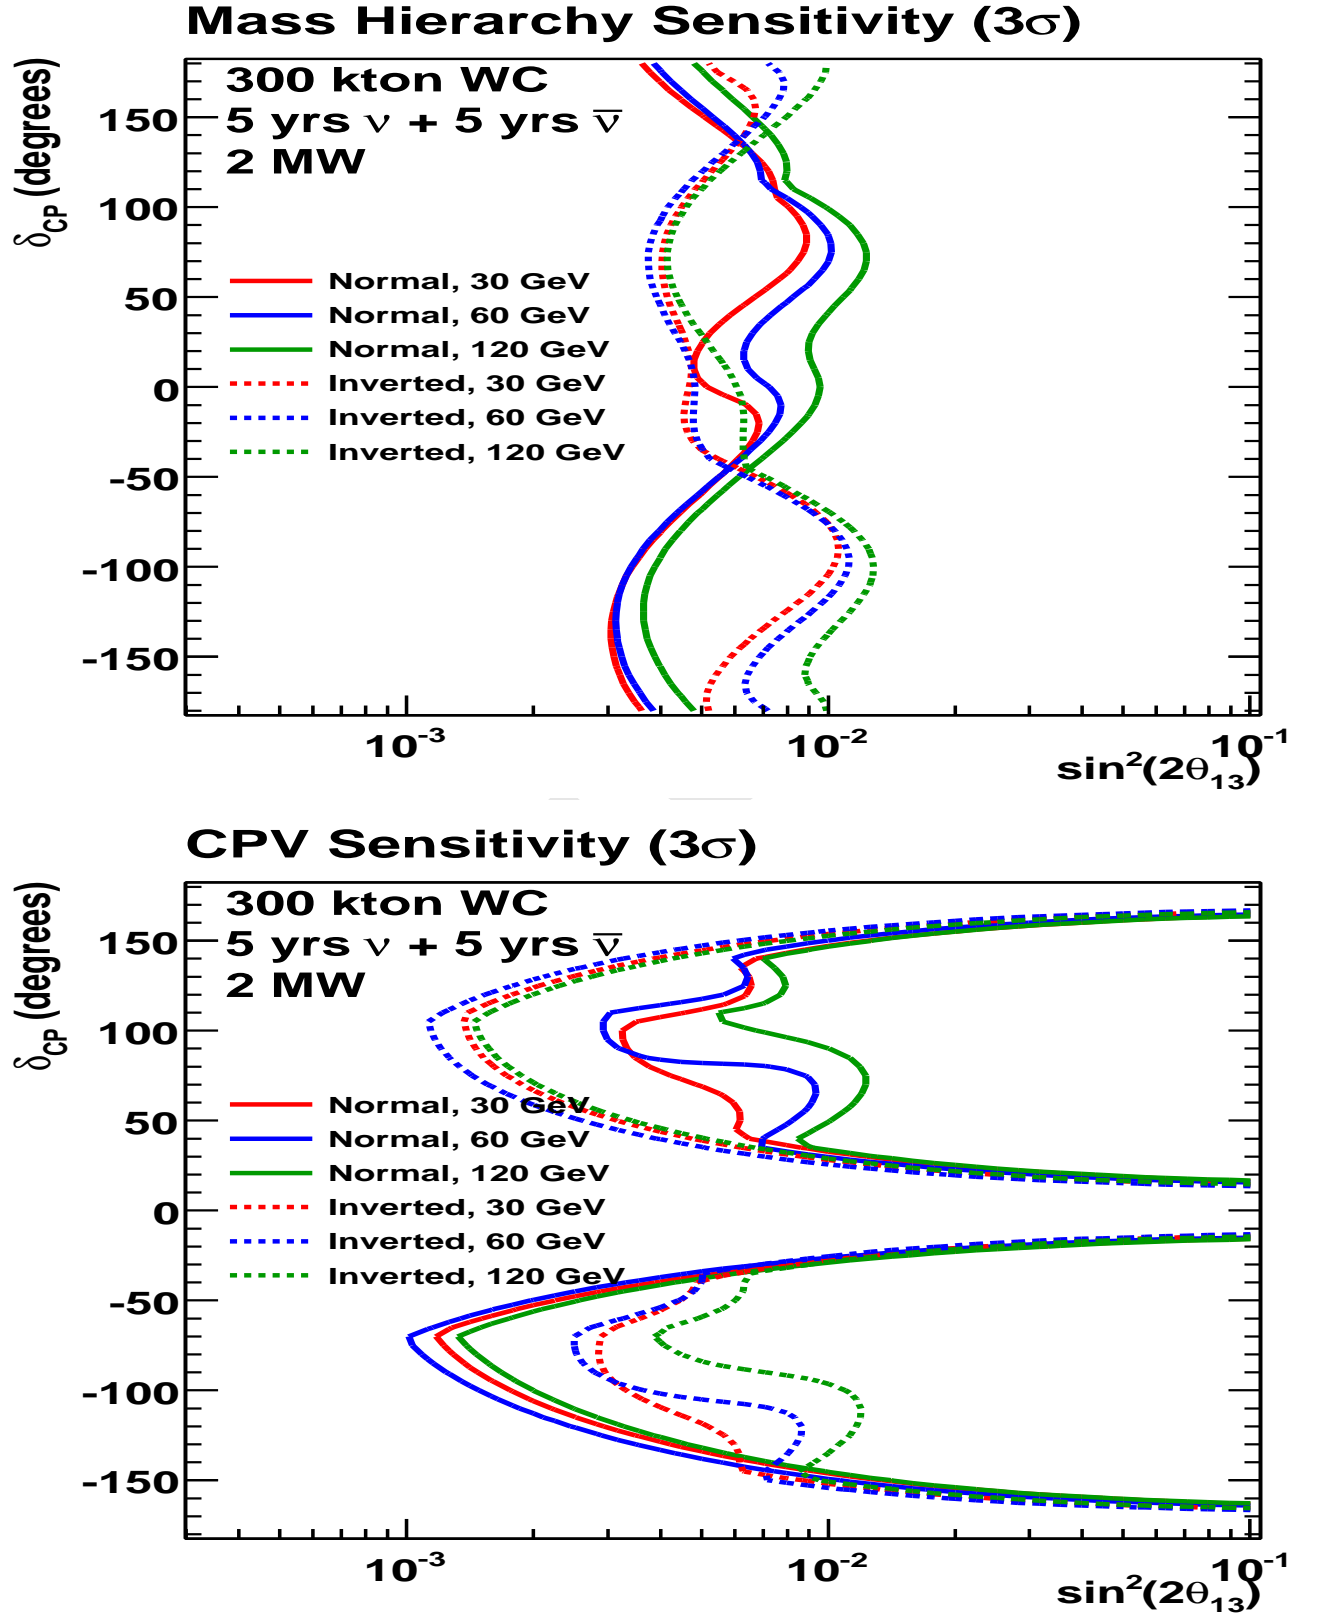 Mass Hierarchy Sensitivity (3σ)
300 kton WC
5 yrs ν + 5 yrs ν̅
2 MW
δCP (degrees)
150
100
50
0
-50
-100
-150
Normal, 30 GeV
Normal, 60 GeV
Normal, 120 GeV
Inverted, 30 GeV
Inverted, 60 GeV
Inverted, 120 GeV
10⁻³ 10⁻² 10⁻¹
sin²(2θ₁₃)
CPV Sensitivity (3σ)
300 kton WC
5 yrs ν + 5 yrs ν̅
2 MW
δCP (degrees)
150
100
50
0
-50
-100
-150
Normal, 30 GeV
Normal, 60 GeV
Normal, 120 GeV
Inverted, 30 GeV
Inverted, 60 GeV
Inverted, 120 GeV
10⁻³ 10⁻² 10⁻¹
sin²(2θ₁₃)